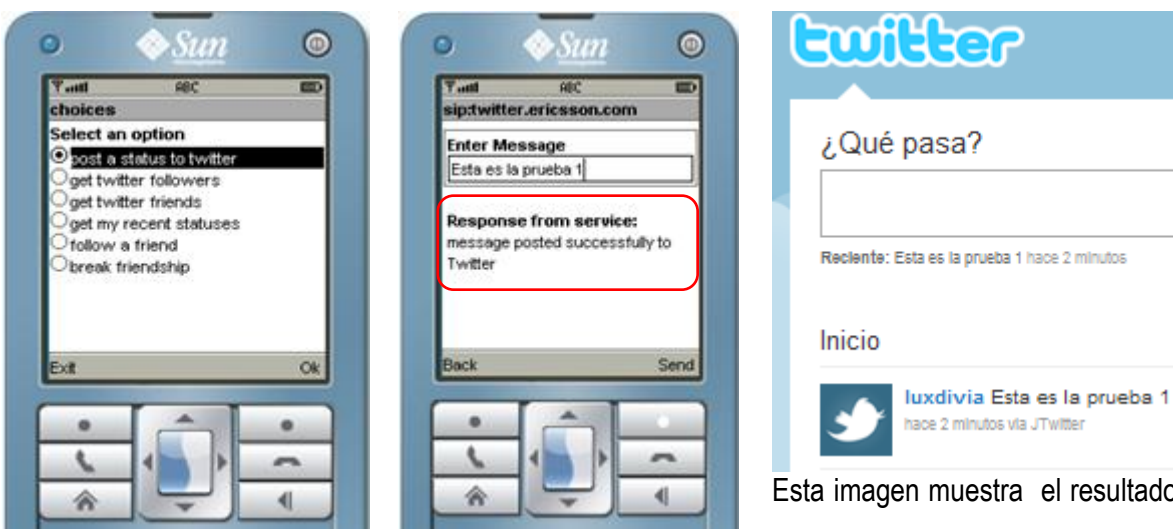 Sun
ABC
choices
Select an option
post a status to twitter
get twitter followers
get twitter friends
get my recent statuses
follow a friend
break friendship
Exit Ok
Sun
ABC
sip:twitter.ericsson.com
Enter Message
Esta es la prueba 1
Response from service:
message posted successfully to
Twitter
Back Send
twitter
¿Qué pasa?
Reciente: Esta es la prueba 1 hace 2 minutos
Inicio
luxdivia Esta es la prueba 1
hace 2 minutos vía JTwitter
Esta imagen muestra el resultado